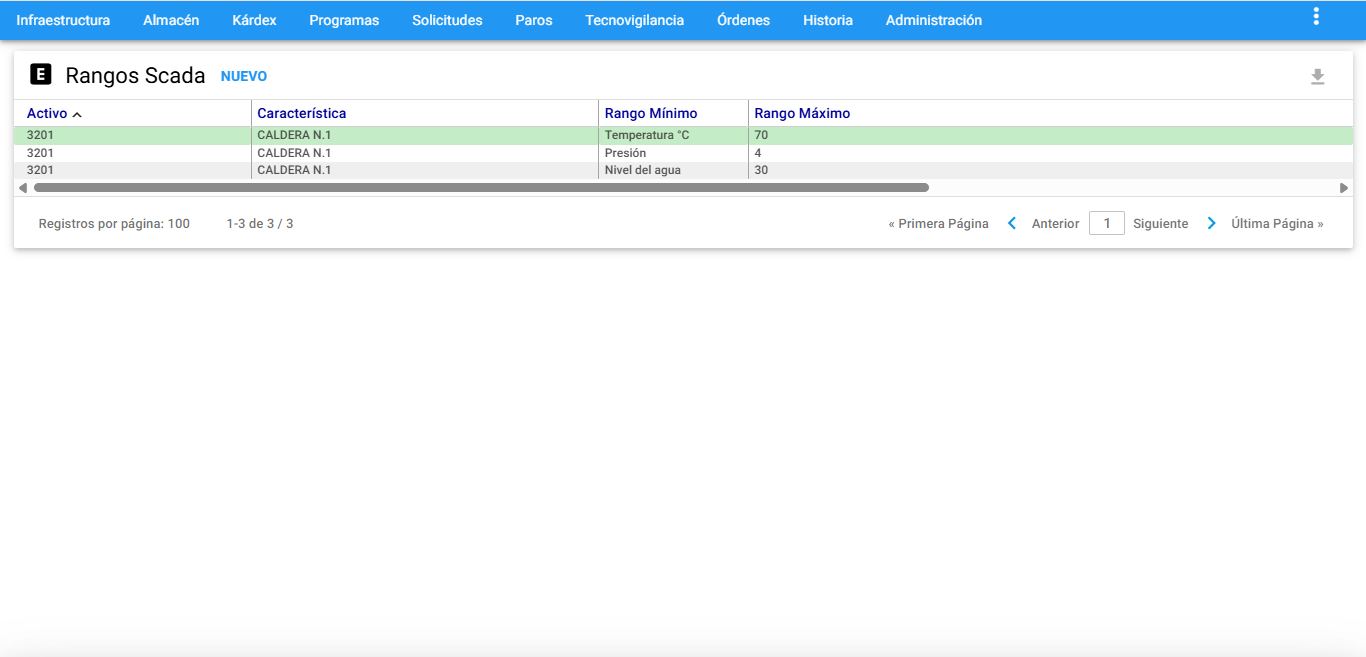 Infraestructura Almacén Kárdex Programas Solicitudes Paros Tecnovigilancia Órdenes Historia Administración
E Rangos Scada NUEVO
Activo Característica Rango Mínimo Rango Máximo
3201 CALDERA N.1 Temperatura °C 70
3201 CALDERA N.1 Presión 4
3201 CALDERA N.1 Nivel del agua 30
Registros por página: 100 1-3 de 3 / 3 « Primera Página Anterior 1 Siguiente Última Página »